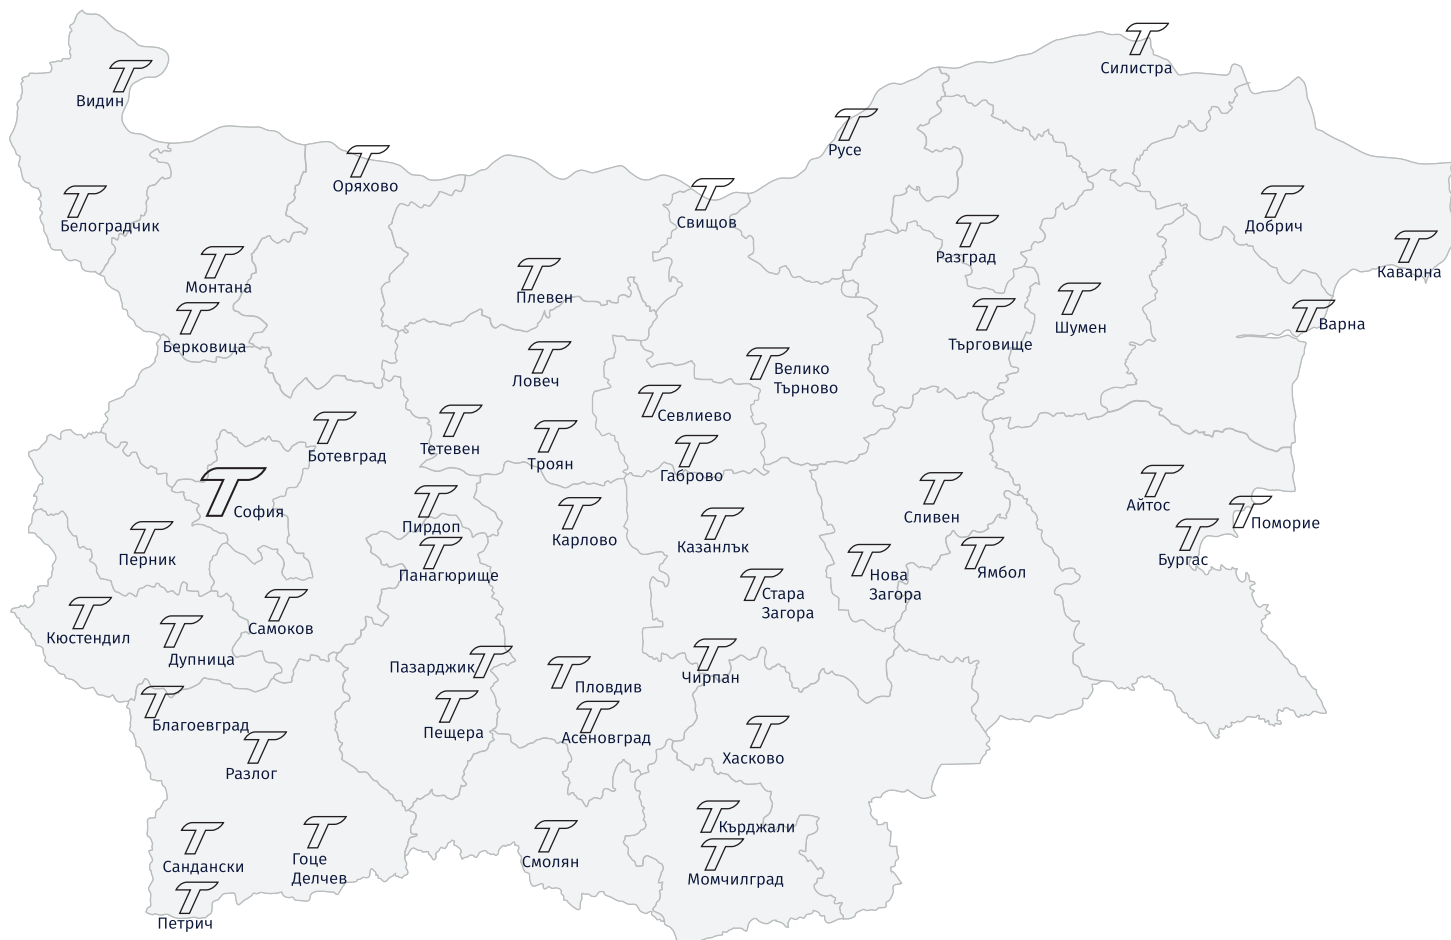 Силистра
Видин
Русе
Оряхово
Свищов
Белоградчик
Добрич
Разград
Каварна
Монтана
Плевен
Шумен
Варна
Търговище
Берковица
Велико
Търново
Ловеч
Севлиево
Тетевен
Ботевград
Троян
Габрово
Айтос
София
Сливен
Поморие
Пирдоп
Карлово
Казанлък
Перник
Бургас
Ямбол
Панагюрище
Нова
Загора
Стара
Загора
Самоков
Кюстендил
Дупница
Пазарджик
Чирпан
Пловдив
Благоевград
Пещера
Асеновград
Хасково
Разлог
Кърджали
Гоце
Делчев
Смолян
Сандански
Момчилград
Петрич